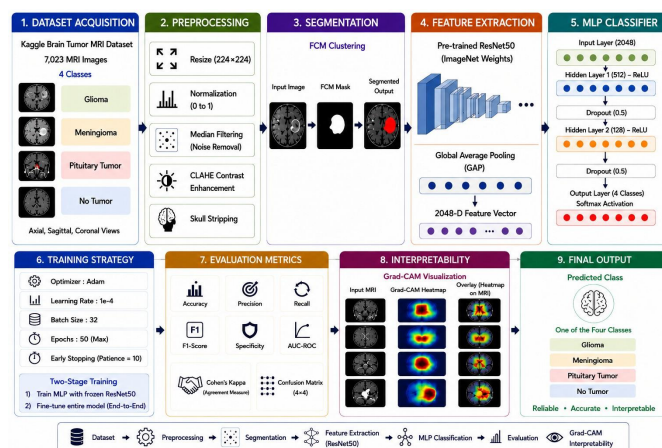 1. DATASET ACQUISITION
Kaggle Brain Tumor MRI Dataset
7,023 MRI Images
4 Classes
Glioma
Meningioma
Pituitary Tumor
No Tumor
Axial, Sagittal, Coronal Views
2. PREPROCESSING
Resize (224×224)
Normalization
(0 to 1)
Median Filtering
(Noise Removal)
CLAHE Contrast
Enhancement
Skull Stripping
3. SEGMENTATION
FCM Clustering
Input Image
FCM Mask
Segmented
Output
4. FEATURE EXTRACTION
Pre-trained ResNet50
(ImageNet Weights)
Global Average Pooling
(GAP)
2048-D Feature Vector
5. MLP CLASSIFIER
Input Layer (2048)
Hidden Layer 1 (512) – ReLU
Dropout (0.5)
Hidden Layer 2 (128) – ReLU
Dropout (0.5)
Output Layer (4 Classes)
Softmax Activation
6. TRAINING STRATEGY
Optimizer : Adam
Learning Rate : 1e-4
Batch Size : 32
Epochs : 50 (Max)
Early Stopping (Patience = 10)
Two-Stage Training
1) Train MLP with frozen ResNet50
2) Fine-tune entire model (End-to-End)
7. EVALUATION METRICS
Accuracy
Precision
Recall
F1
F1-Score
Specificity
AUC-ROC
Cohen's Kappa
(Agreement Measure)
Confusion Matrix
(4×4)
8. INTERPRETABILITY
Grad-CAM Visualization
Input MRI
Grad-CAM Heatmap
Overlay (Heatmap
on MRI)
9. FINAL OUTPUT
Predicted Class
One of the Four Classes
Glioma
Meningioma
Pituitary Tumor
No Tumor
Reliable • Accurate • Interpretable
Dataset
Preprocessing
Segmentation
Feature Extraction
(ResNet50)
MLP Classification
Evaluation
Grad-CAM
Interpretability